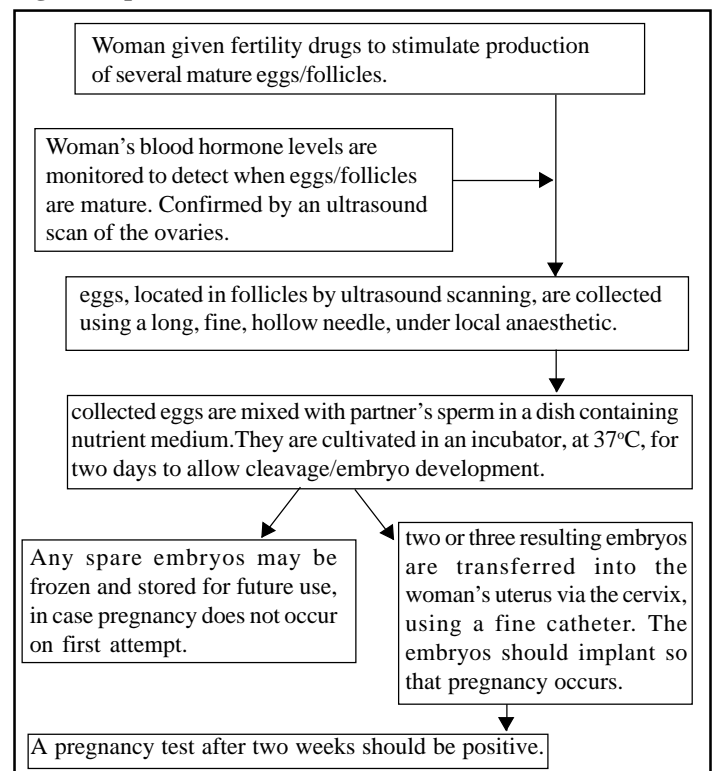 Woman given fertility drugs to stimulate production
of several mature eggs/follicles.
Woman's blood hormone levels are
monitored to detect when eggs/follicles
are mature. Confirmed by an ultrasound
scan of the ovaries.
eggs, located in follicles by ultrasound scanning, are collected
using a long, fine, hollow needle, under local anaesthetic.
collected eggs are mixed with partner's sperm in a dish containing
nutrient medium.They are cultivated in an incubator, at 37°C, for
two days to allow cleavage/embryo development.
Any spare embryos may be
frozen and stored for future use,
in case pregnancy does not occur
on first attempt.
two or three resulting embryos
are transferred into the
woman's uterus via the cervix,
using a fine catheter. The
embryos should implant so
that pregnancy occurs.
A pregnancy test after two weeks should be positive.